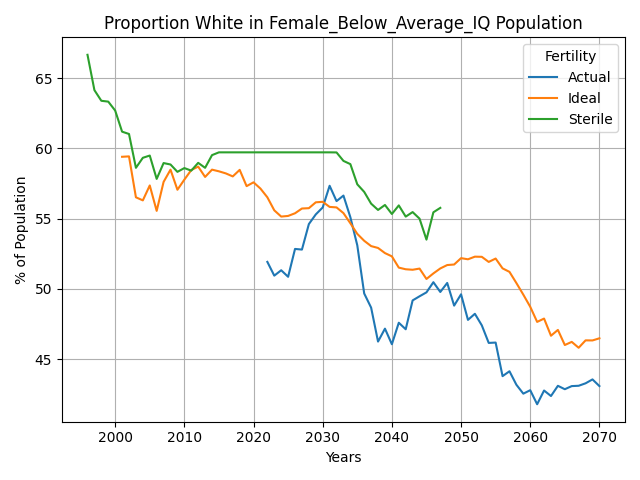 Proportion White in Female_Below_Average_IQ Population
Fertility
Actual
Ideal
Sterile
% of Population
65
60
55
50
45
2000
2010
2020
2030
2040
2050
2060
2070
Years